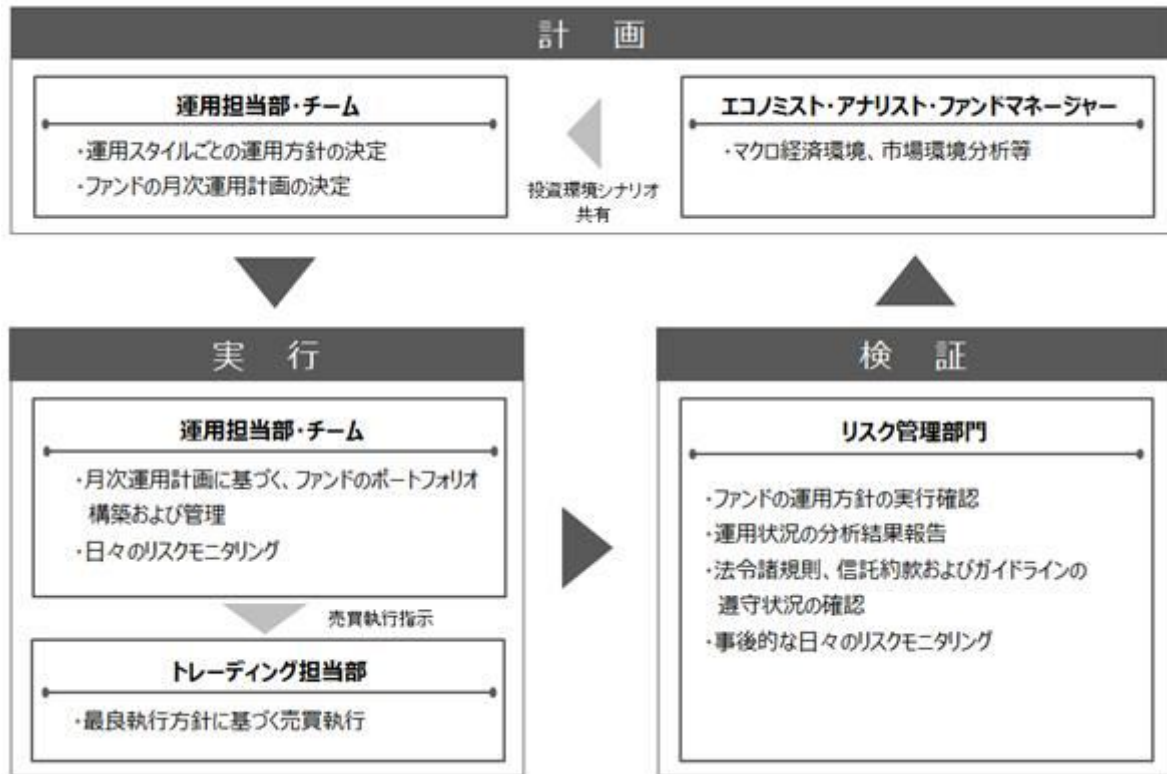 計 画
運用担当部・チーム
・運用スタイルごとの運用方針の決定
・ファンドの月次運用計画の決定
投資環境シナリオ
共有
エコノミスト・アナリスト・ファンドマネージャー
・マクロ経済環境、市場環境分析等
実 行
運用担当部・チーム
・月次運用計画に基づく、ファンドのポートフォリオ
構築および管理
・日々のリスクモニタリング
売買執行指示
トレーディング担当部
・最良執行方針に基づく売買執行
検 証
リスク管理部門
・ファンドの運用方針の実行確認
・運用状況の分析結果報告
・法令諸規則、信託約款およびガイドラインの
遵守状況の確認
・事後的な日々のリスクモニタリング